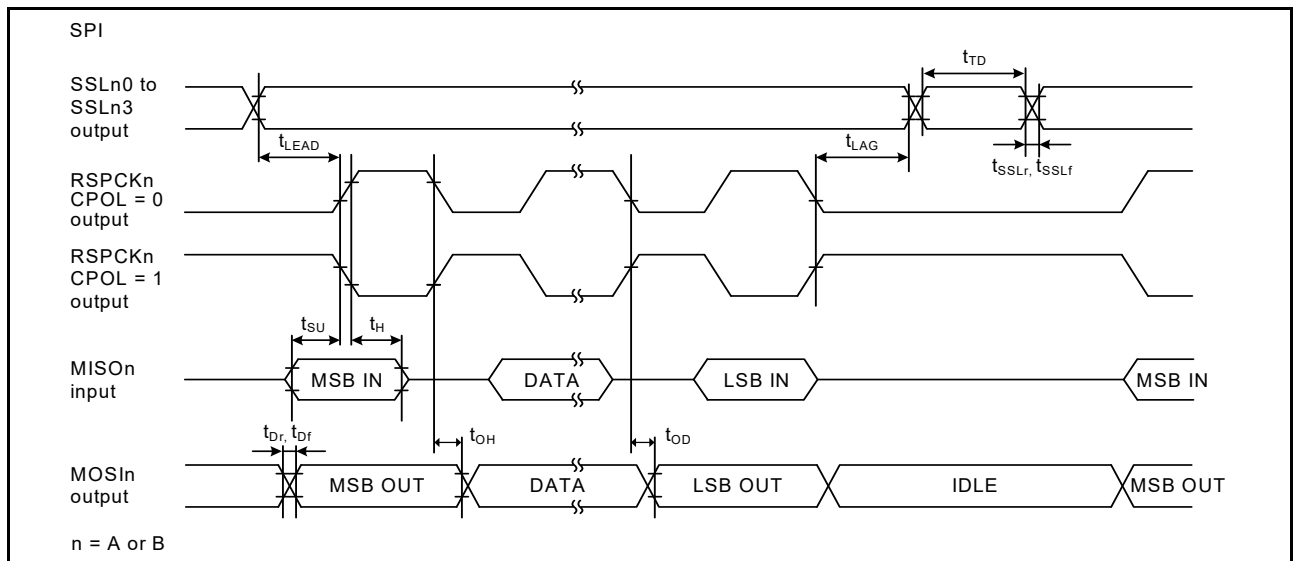 SPI
tTD
SSLn0 to
SSLn3
output
tLEAD
tLAG
tSSLr, tSSLf
RSPCKn
CPOL = 0
output
RSPCKn
CPOL = 1
output
tSU
tH
MISOn
input
MSB IN
DATA
LSB IN
MSB IN
tDr, tDf
tOH
tOD
MOSIn
output
MSB OUT
DATA
LSB OUT
IDLE
MSB OUT
n = A or B